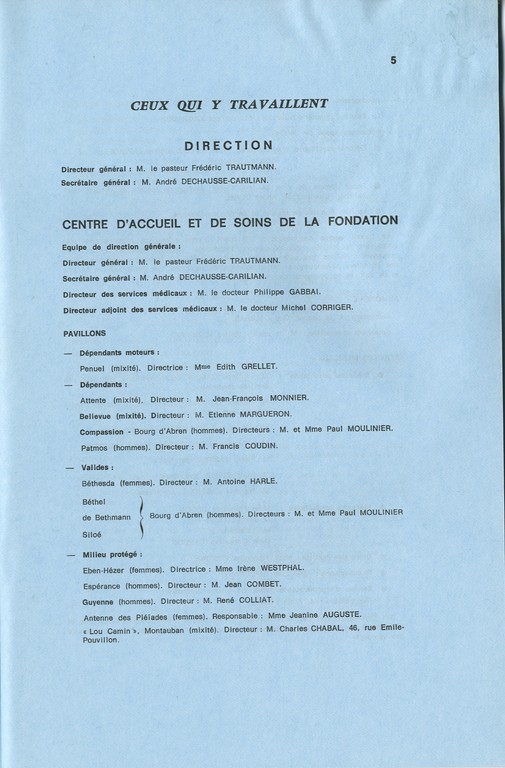 5
CEUX QUI Y TRAVAILLENT
DIRECTION
Directeur général : M. le pasteur Frédéric TRAUTMANN.
Secrétaire général : M. André DECHAUSSE-CARILIAN.
CENTRE D'ACCUEIL ET DE SOINS DE LA FONDATION
Equipe de direction générale :
Directeur général : M. le pasteur Frédéric TRAUTMANN.
Secrétaire général : M. André DECHAUSSE-CARILIAN.
Directeur des services médicaux : M. le docteur Philippe GABBAI.
Directeur adjoint des services médicaux : M. le docteur Michel CORRIGER.
PAVILLONS
— Dépendants moteurs :
Penuel (mixité). Directrice : Mme Edith GRELLET.
— Dépendants :
Attente (mixité). Directeur : M. Jean-François MONNIER.
Bellevue (mixité). Directeur : M. Etienne MARGUERON.
Compassion - Bourg d'Abren (hommes). Directeurs : M. et Mme Paul MOULINIER.
Patmos (hommes). Directeur : M. Francis COUDIN.
— Valides :
Béthesda (femmes). Directeur : M. Antoine HARLE.
Béthel
de Bethmann
Siloé
Bourg d'Abren (hommes). Directeurs : M. et Mme Paul MOULINIER
— Milieu protégé :
Eben-Hézer (femmes). Directrice : Mme Irène WESTPHAL.
Espérance (hommes). Directeur : M. Jean COMBET.
Guyenne (hommes). Directeur : M. René COLLIAT.
Antenne des Pléiades (femmes). Responsable : Mme Jeanine AUGUSTE.
« Lou Camin », Montauban (mixité). Directeur : M. Charles CHABAL, 46, rue Emile-
Pouvillon.